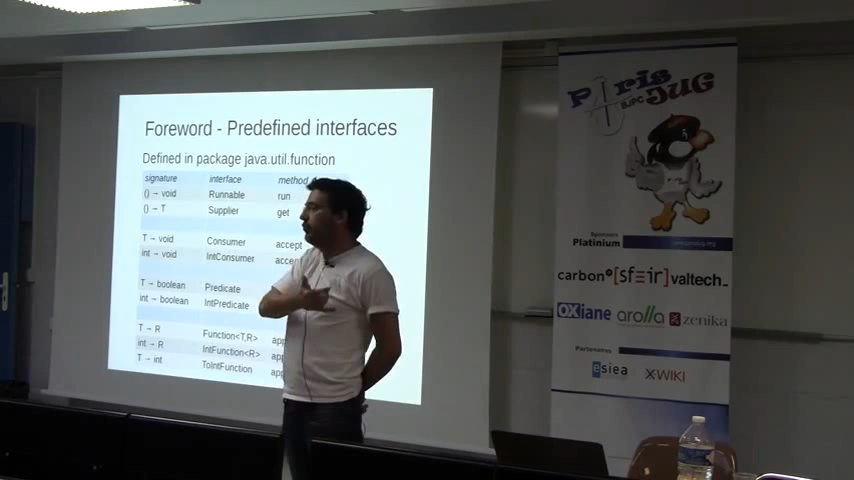 Foreword - Predefined interfaces
Defined in package java.util.function
signature interface method
() → void Runnable run
() → T Supplier get
T → void Consumer accept
int → void IntConsumer
T → boolean Predicate
int → boolean IntPredicate
T → R Function<T,R>
int → R IntFunction<R>
T → int ToIntFunction
Paris
JUG
Sponsors
Platinium
carbon [sfeir] valtech_
OXiane arolla zenika
Partenaires
esiea XWIKI